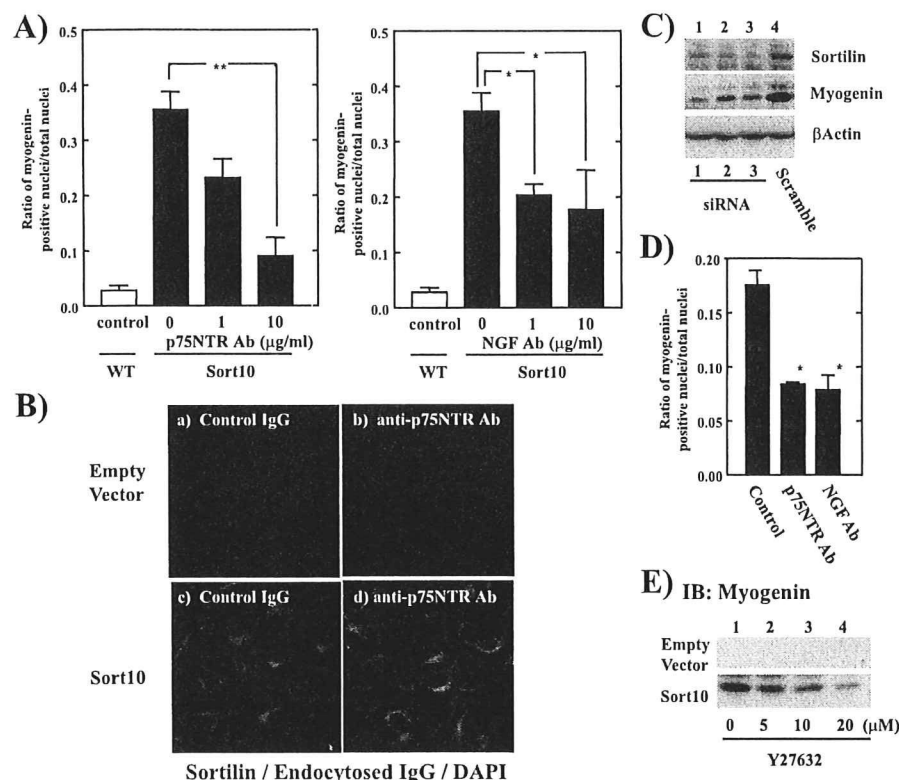 A)
Ratio of myogenin-
positive nuclei/total nuclei
0.5
0.4
0.3
0.2
0.1
0.0
**
control
0
1
10
p75NTR Ab (μg/ml)
WT
Sort10
Ratio of myogenin-
positive nuclei/total nuclei
0.5
0.4
0.3
0.2
0.1
0.0
*
*
control
0
1
10
NGF Ab (μg/ml)
WT
Sort10
B)
Empty
Vector
a) Control IgG
b) anti-p75NTR Ab
Sort10
c) Control IgG
d) anti-p75NTR Ab
Sortilin / Endocytosed IgG / DAPI
C)
1 2 3 4
Sortilin
Myogenin
βActin
1 2 3
siRNA
Scramble
D)
Ratio of myogenin-
positive nuclei/total nuclei
0.20
0.15
0.10
0.05
0.00
*
*
Control
p75NTR Ab
NGF Ab
E) IB: Myogenin
1 2 3 4
Empty
Vector
Sort10
0 5 10 20 (μM)
Y27632